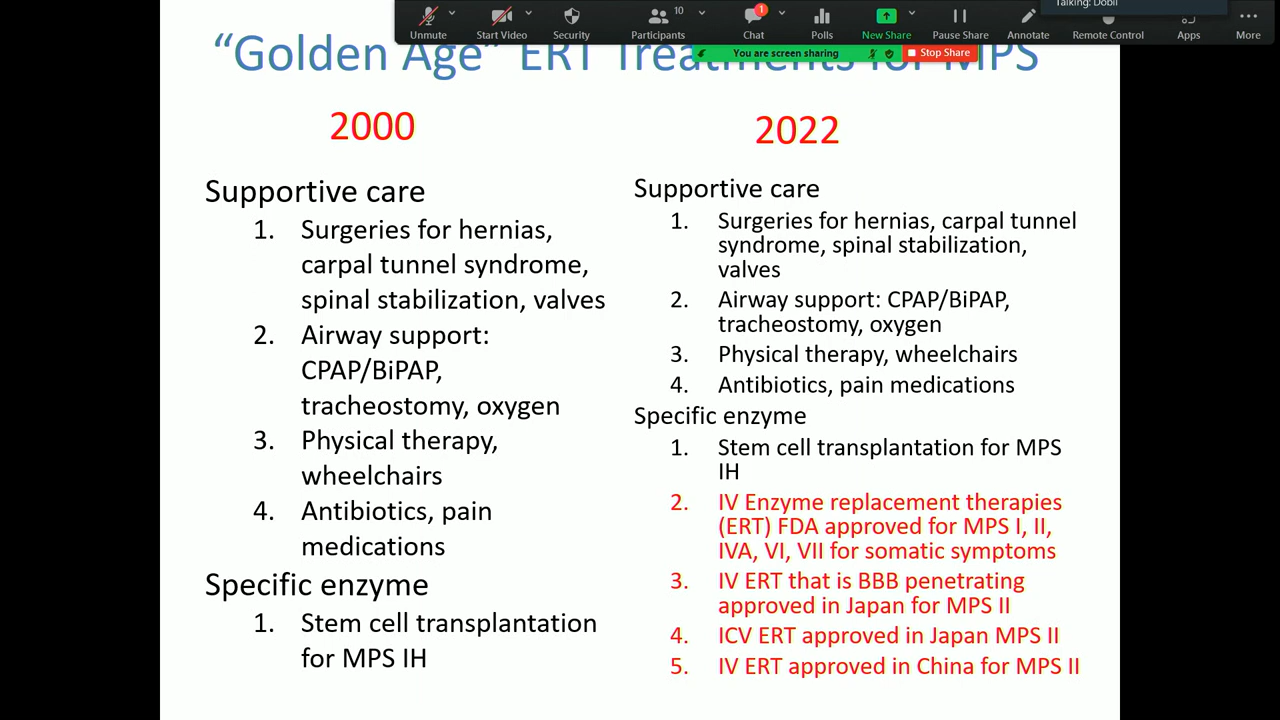 Talking: Dobil
Unmute
Start Video
Security
10
Participants
1
Chat
Polls
New Share
Pause Share
Annotate
Remote Control
Apps
More
You are screen sharing
Stop Share
“Golden Age” ERT Treatments for MPS
2000
Supportive care
1. Surgeries for hernias,
carpal tunnel syndrome,
spinal stabilization, valves
2. Airway support:
CPAP/BiPAP,
tracheostomy, oxygen
3. Physical therapy,
wheelchairs
4. Antibiotics, pain
medications
Specific enzyme
1. Stem cell transplantation
for MPS IH
2022
Supportive care
1. Surgeries for hernias, carpal tunnel
syndrome, spinal stabilization,
valves
2. Airway support: CPAP/BiPAP,
tracheostomy, oxygen
3. Physical therapy, wheelchairs
4. Antibiotics, pain medications
Specific enzyme
1. Stem cell transplantation for MPS
IH
2. IV Enzyme replacement therapies
(ERT) FDA approved for MPS I, II,
IVA, VI, VII for somatic symptoms
3. IV ERT that is BBB penetrating
approved in Japan for MPS II
4. ICV ERT approved in Japan MPS II
5. IV ERT approved in China for MPS II